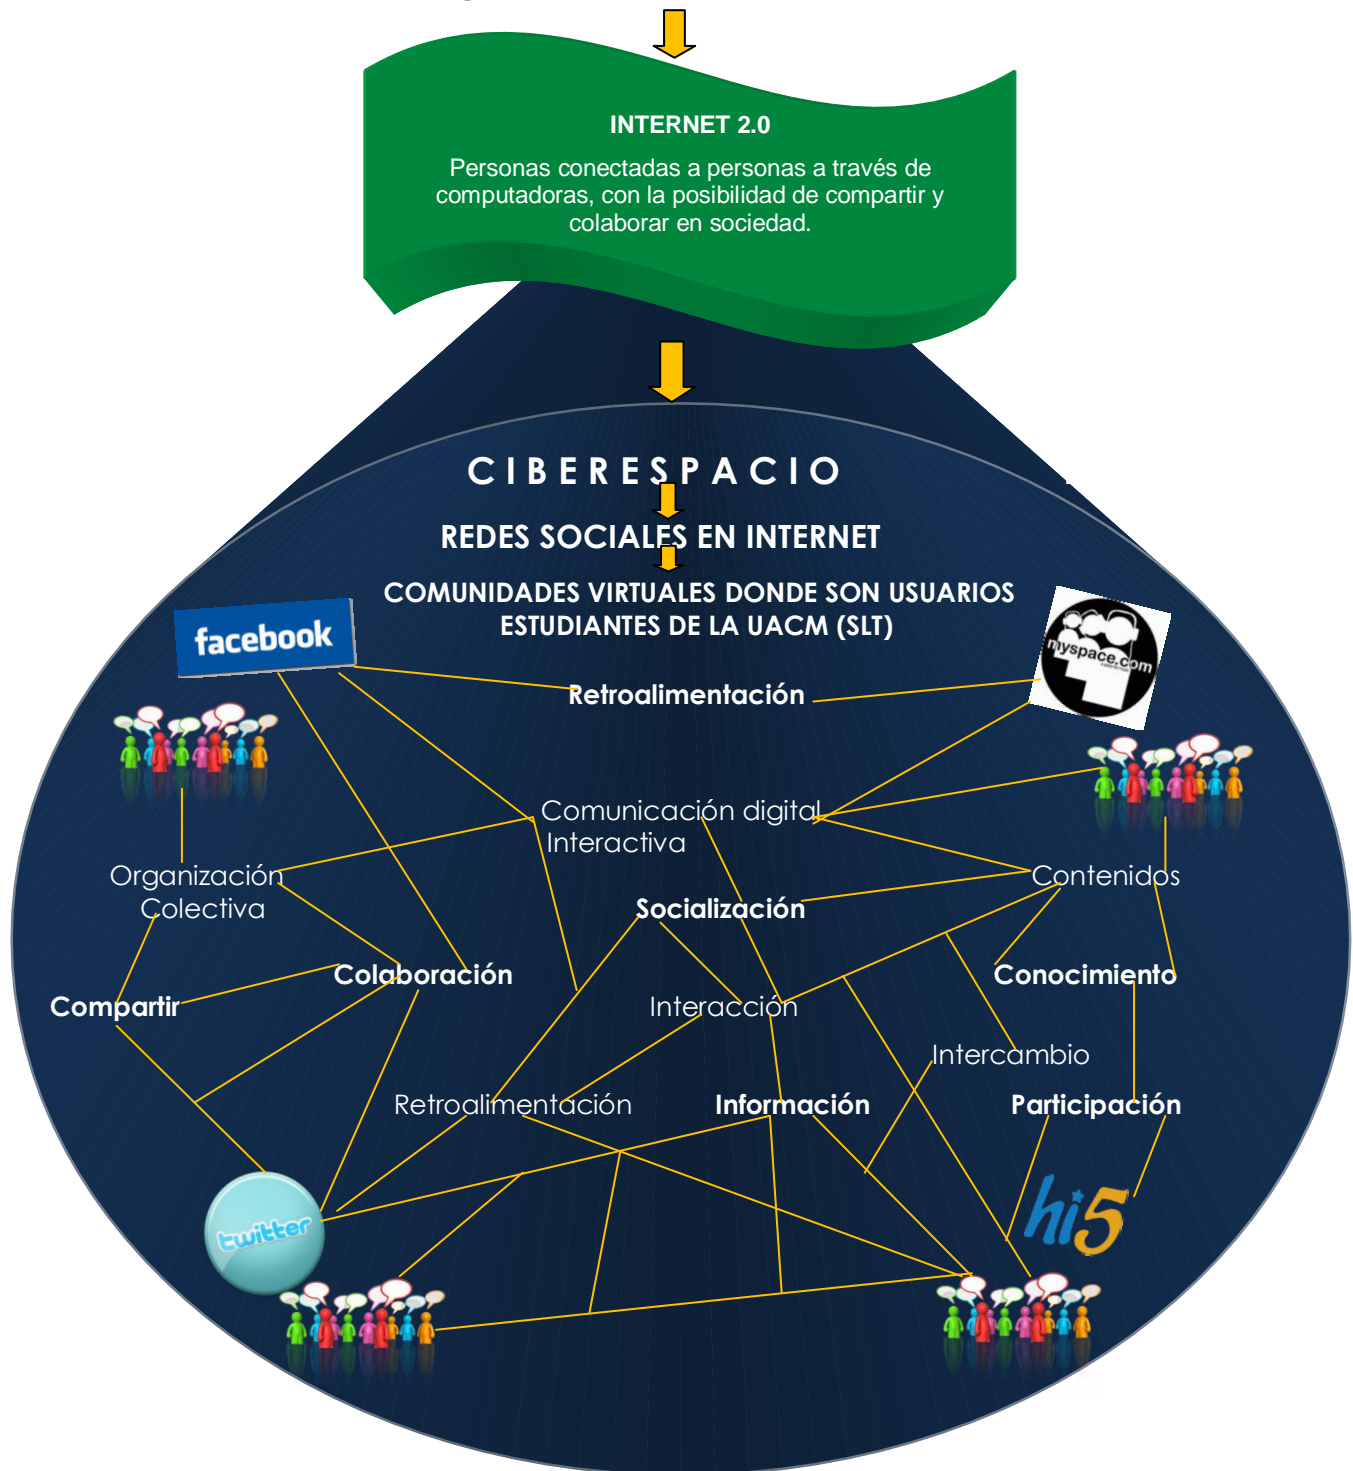 INTERNET 2.0
Personas conectadas a personas a través de
computadoras, con la posibilidad de compartir y
colaborar en sociedad.
CIBERESPACIO
REDES SOCIALES EN INTERNET
COMUNIDADES VIRTUALES DONDE SON USUARIOS
ESTUDIANTES DE LA UACM (SLT)
facebook
myspace.com
Retroalimentación
Comunicación digital
Interactiva
Organización
Colectiva
Contenidos
Socialización
Colaboración
Conocimiento
Compartir
Interacción
Intercambio
Retroalimentación
Información
Participación
twitter
hi5